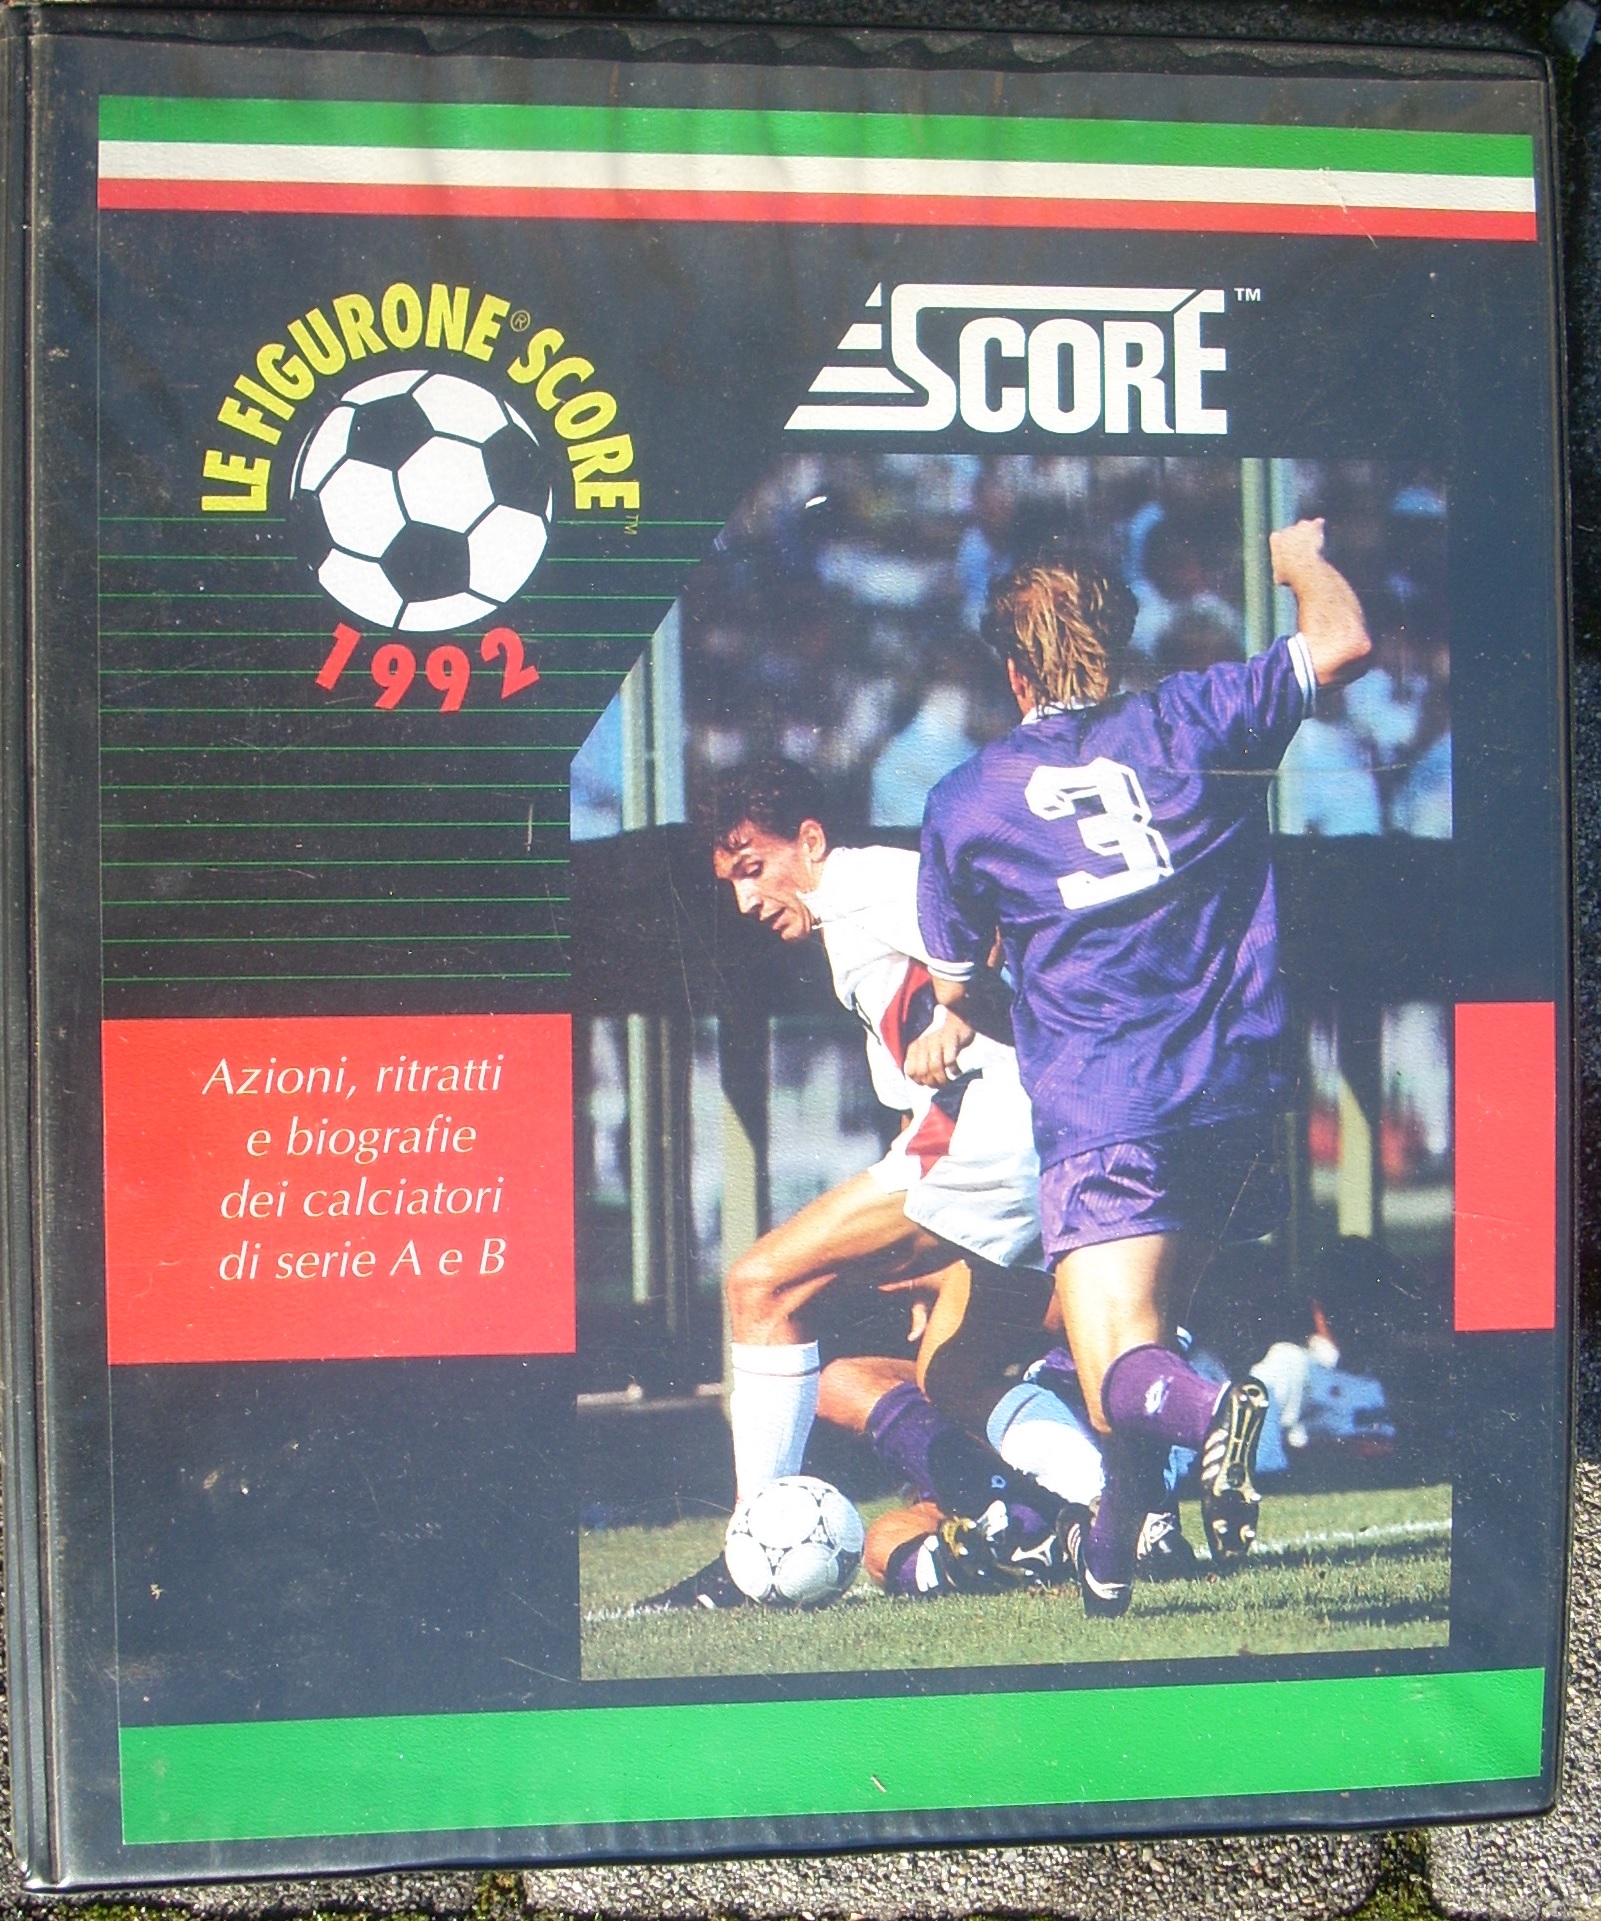 LE FIGURONE® SCORE™
1992
SCORE™
3
Azioni, ritratti
e biografie
dei calciatori
di serie A e B